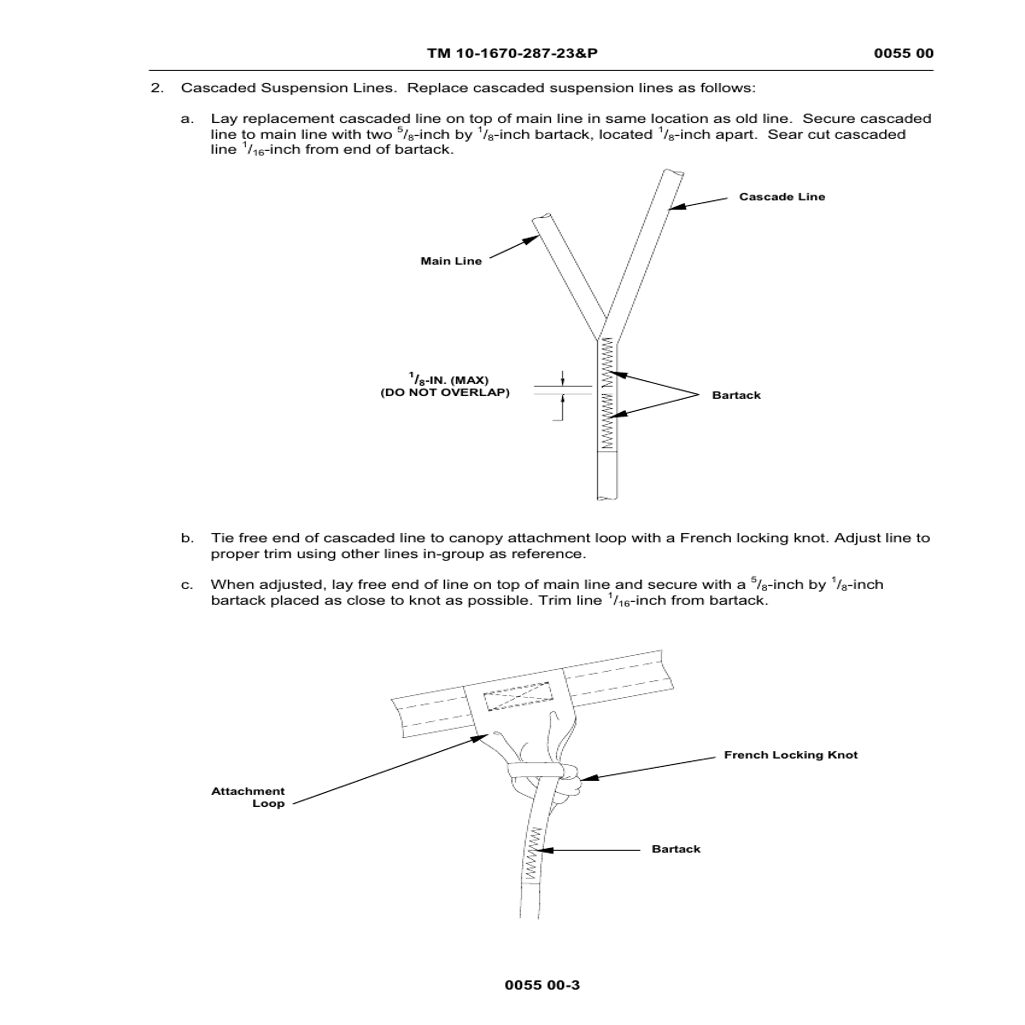 TM 10-1670-287-23&P 0055 00
2. Cascaded Suspension Lines. Replace cascaded suspension lines as follows:
a. Lay replacement cascaded line on top of main line in same location as old line. Secure cascaded
line to main line with two 5/8-inch by 1/8-inch bartack, located 1/8-inch apart. Sear cut cascaded
line 1/16-inch from end of bartack.
Cascade Line
Main Line
1/8-IN. (MAX)
(DO NOT OVERLAP)
Bartack
b. Tie free end of cascaded line to canopy attachment loop with a French locking knot. Adjust line to
proper trim using other lines in-group as reference.
c. When adjusted, lay free end of line on top of main line and secure with a 5/8-inch by 1/8-inch
bartack placed as close to knot as possible. Trim line 1/16-inch from bartack.
French Locking Knot
Attachment
Loop
Bartack
0055 00-3